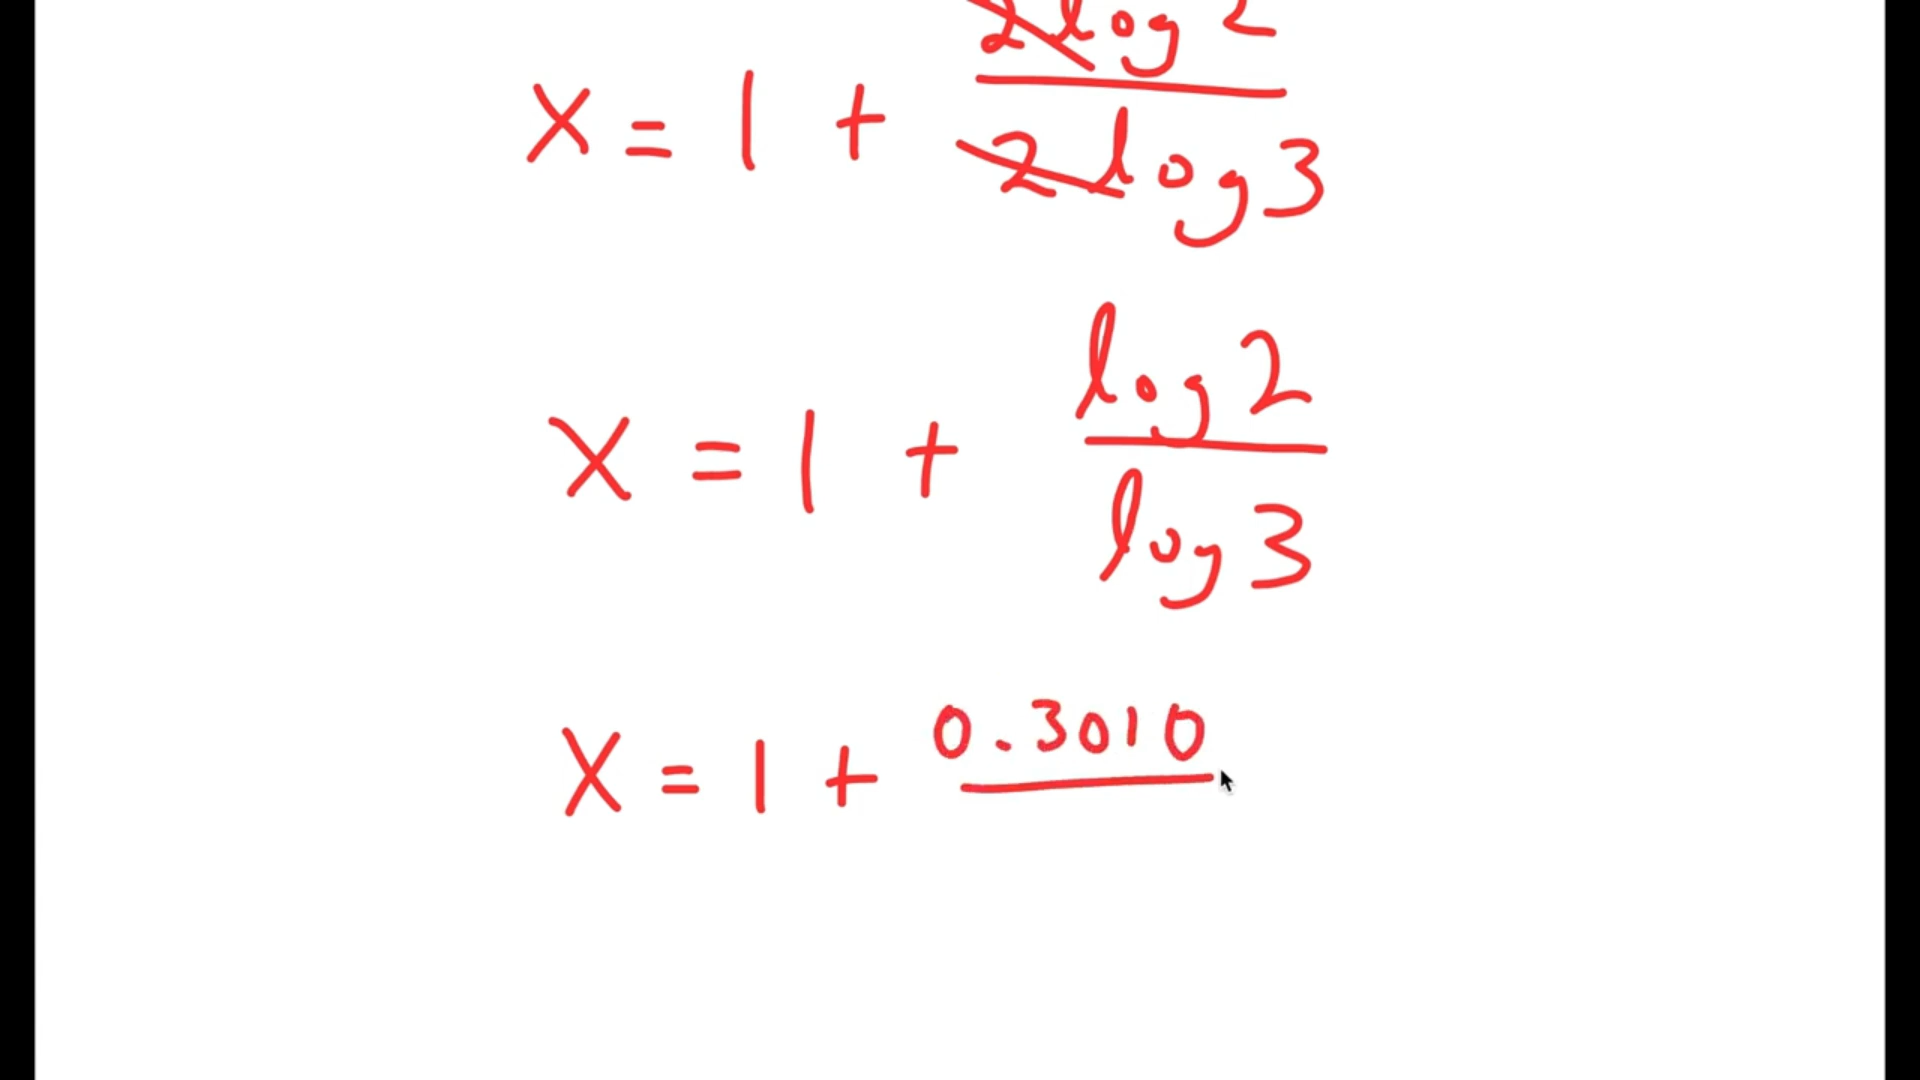 x = 1 + 2log2 / 2log3
x = 1 + log2 / log3
x = 1 + 0.3010 /